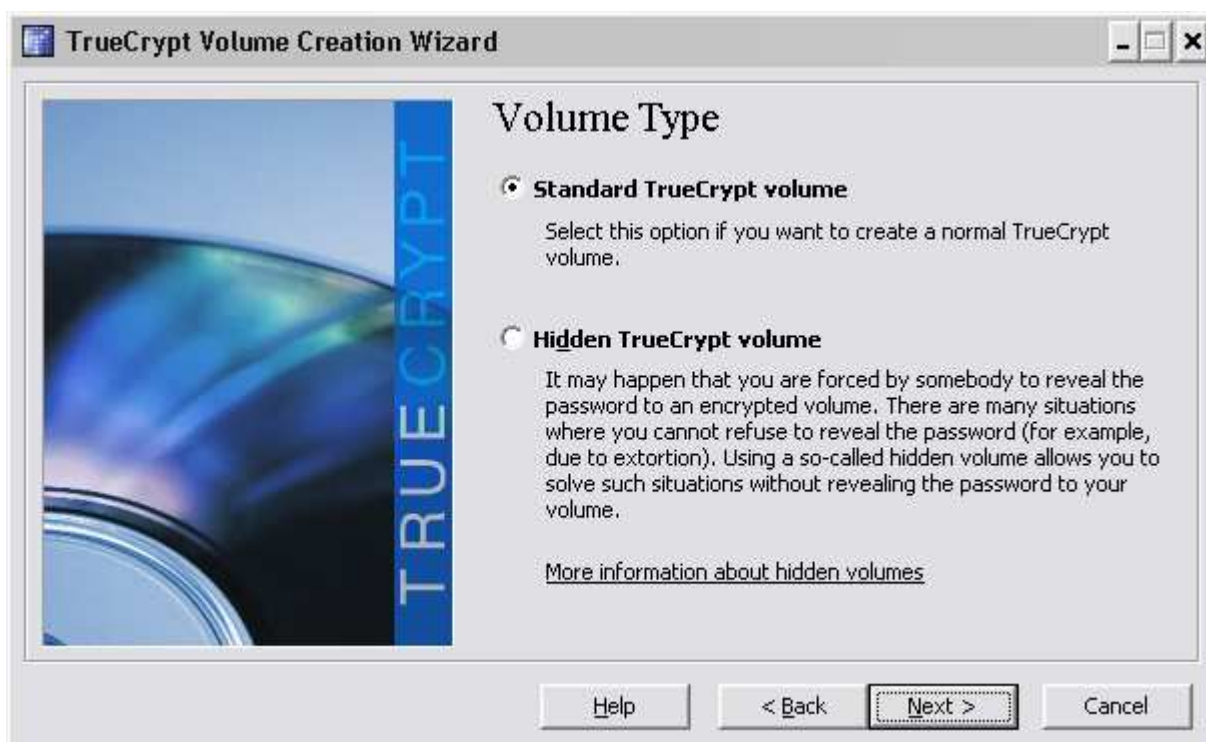 TrueCrypt Volume Creation Wizard
TRUECRYPT
Volume Type
Standard TrueCrypt volume
Select this option if you want to create a normal TrueCrypt
volume.
Hidden TrueCrypt volume
It may happen that you are forced by somebody to reveal the
password to an encrypted volume. There are many situations
where you cannot refuse to reveal the password (for example,
due to extortion). Using a so-called hidden volume allows you to
solve such situations without revealing the password to your
volume.
More information about hidden volumes
Help
< Back
Next >
Cancel